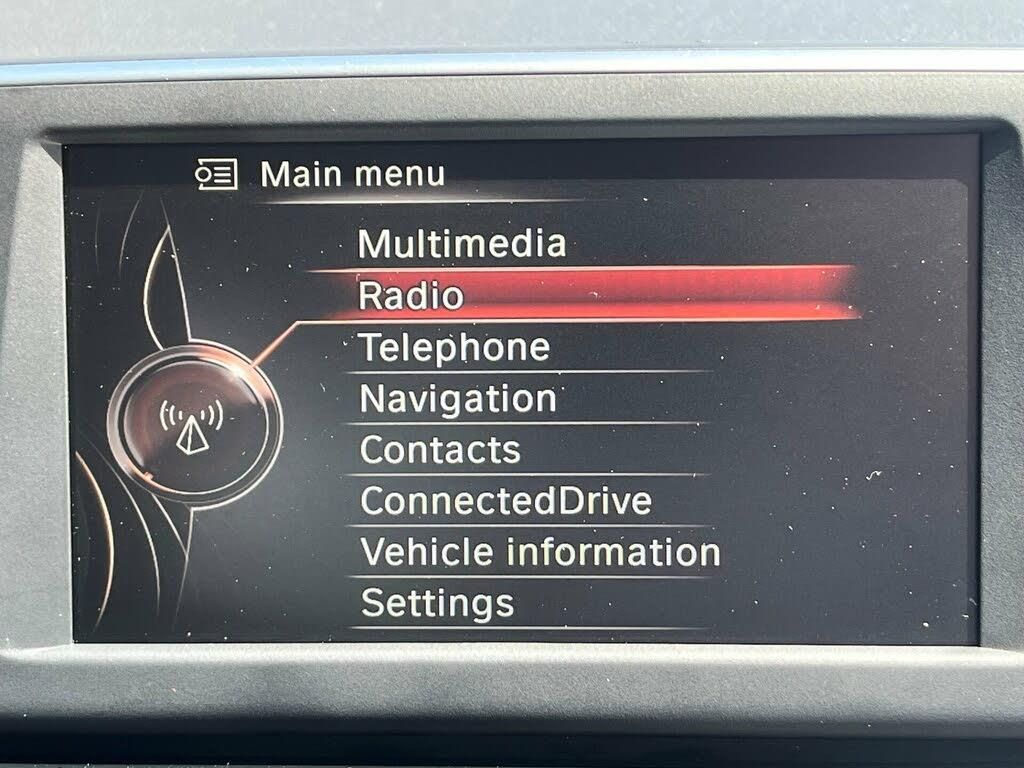 Main menu
Multimedia
Radio
Telephone
Navigation
Contacts
ConnectedDrive
Vehicle information
Settings